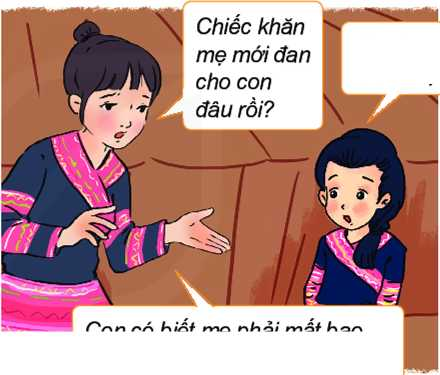 Chiếc khăn
mẹ mới đan
cho con
đâu rồi?
Con có biết mẹ phải mất bao